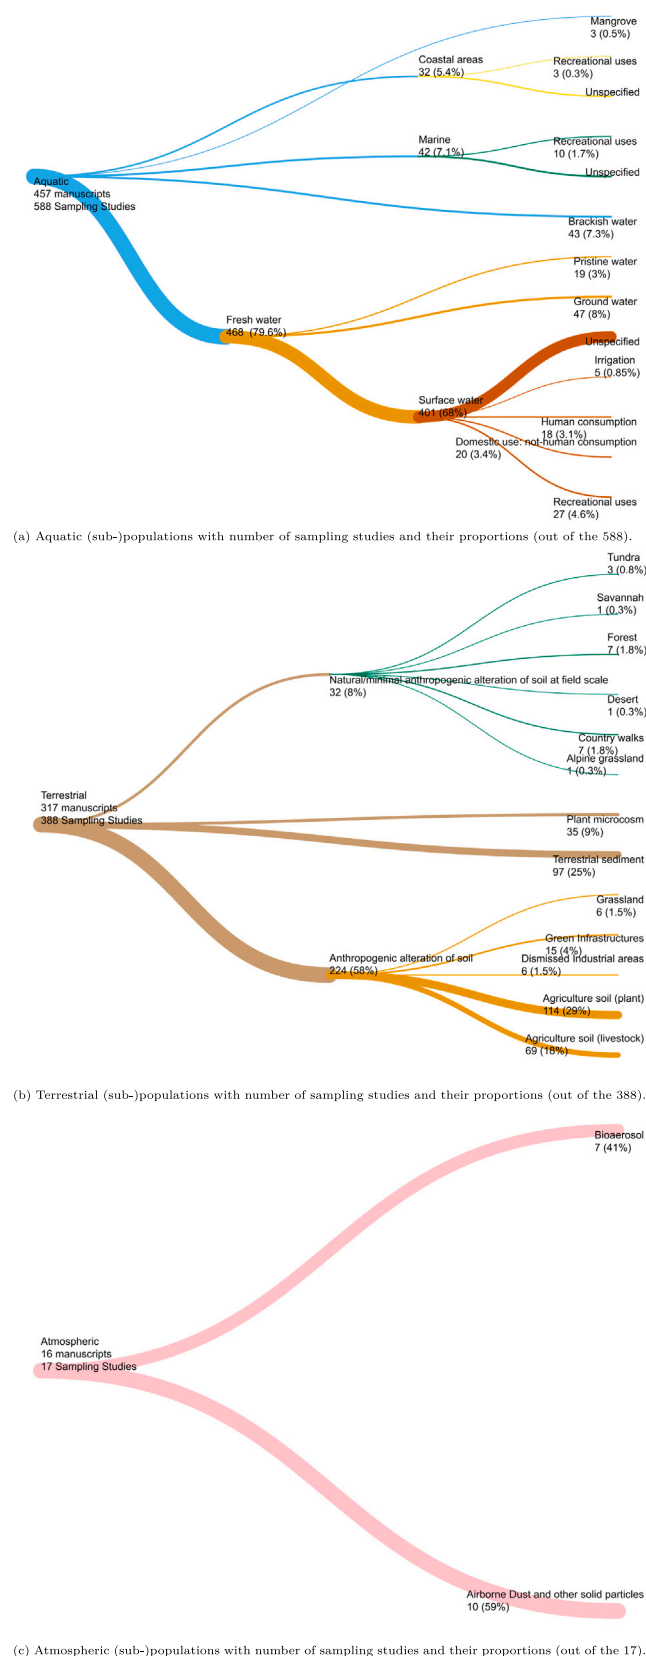 Mangrove
3 (0.5%)
Coastal areas
32 (5.4%)
Recreational uses
3 (0.3%)
Unspecified
Marine
42 (7.1%)
Recreational uses
10 (1.7%)
Unspecified
Aquatic
457 manuscripts
588 Sampling Studies
Brackish water
43 (7.3%)
Pristine water
19 (3%)
Ground water
47 (8%)
Fresh water
468 (79.6%)
Unspecified
Irrigation
5 (0.85%)
Surface water
401 (68%)
Human consumption
18 (3.1%)
Domestic use: not-human consumption
20 (3.4%)
Recreational uses
27 (4.6%)
(a) Aquatic (sub-)populations with number of sampling studies and their proportions (out of the 588).
Tundra
3 (0.8%)
Savannah
1 (0.3%)
Forest
7 (1.8%)
Natural/minimal anthropogenic alteration of soil at field scale
32 (8%)
Desert
1 (0.3%)
Country walks
7 (1.8%)
Alpine grassland
1 (0.3%)
Terrestrial
317 manuscripts
388 Sampling Studies
Plant microcosm
35 (9%)
Terrestrial sediment
97 (25%)
Grassland
6 (1.5%)
Green Infrastructures
15 (4%)
Anthropogenic alteration of soil
224 (58%)
Dismissed Industrial areas
6 (1.5%)
Agriculture soil (plant)
114 (29%)
Agriculture soil (livestock)
69 (18%)
(b) Terrestrial (sub-)populations with number of sampling studies and their proportions (out of the 388).
Bioaerosol
7 (41%)
Atmospheric
16 manuscripts
17 Sampling Studies
Airborne Dust and other solid particles
10 (59%)
(c) Atmospheric (sub-)populations with number of sampling studies and their proportions (out of the 17).